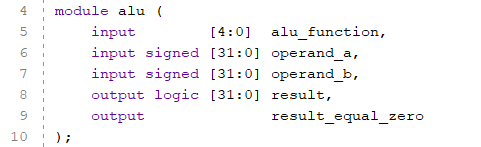 4 module alu (
5     input        [4:0]  alu_function,
6     input signed [31:0] operand_a,
7     input signed [31:0] operand_b,
8     output logic [31:0] result,
9     output              result_equal_zero
10 );